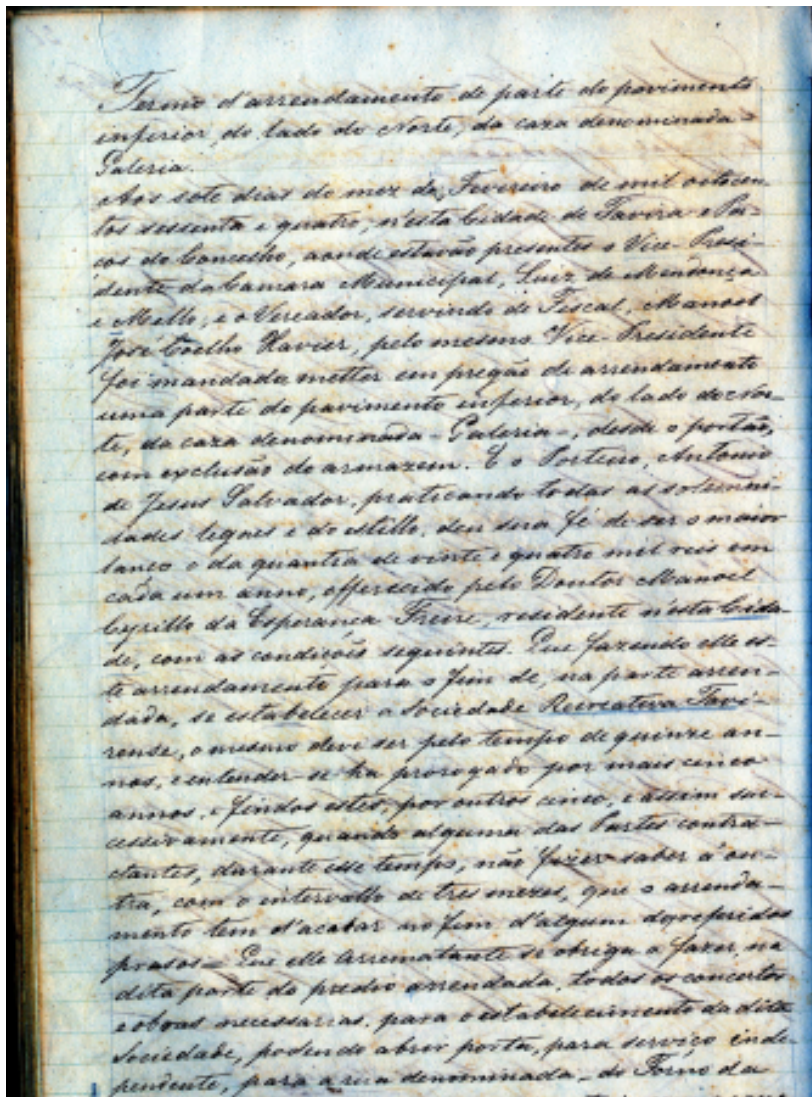 Termo d'arrendamento de parte do pavimento
inferior, do lado do Norte, da caza denominada -
Galeria.
Aos sete dias do mez de Fevereiro de mil oitocen-
tos sessenta e quatro, n'esta Cidade de Tavira e Pa-
ços do Concelho, aonde estavão presentes o Vice-Presi-
dente da Camara Municipal, Luiz de Mendonça
e Mello, e o Vereador, servindo de Fiscal, Manoel
José Coelho Xavier, pelo mesmo Vice-Presidente
foi mandada metter em pregão de arrendamento
uma parte do pavimento inferior, do lado do Nor-
te, da caza denominada - Galeria -, desde o portão,
com exclusão do armazem. E o Porteiro, Antonio
de Jesus Salvador, praticando todas as solemni-
dades legaes e do estillo, deu sua fé de ser o maior
lanço o da quantia de vinte e quatro mil reis em
cada um anno, offerecido pelo Doutor Manoel
Cyrillo da Esperança Freire, residente n'esta Cida-
de, com as condições seguintes. Que fazendo elle es-
te arrendamento para o fim de, na parte arren-
dada, se estabelecer a Sociedade Recreativa Tavi-
rense, o mesmo deve ser pelo tempo de quinze an-
nos, e entender-se ha prorogado por mais cinco
annos, e findos estes, por outros cinco, e assim suc-
cessivamente, quando alguma das Partes contra-
ctantes, durante esse tempo, não fizer saber á ou-
tra, com o intervallo de tres mezes, que o arrenda-
mento tem d'acabar no fim d'algum dos referidos
prasos - Que elle Arrematante se obriga a fazer, na
dita parte do predio arrendada, todos os concertos
e obras necessarias, para o estabelecimento da dita
Sociedade, podendo abrir porta, para serviço inde-
pendente, para a rua denominada - do Forno da